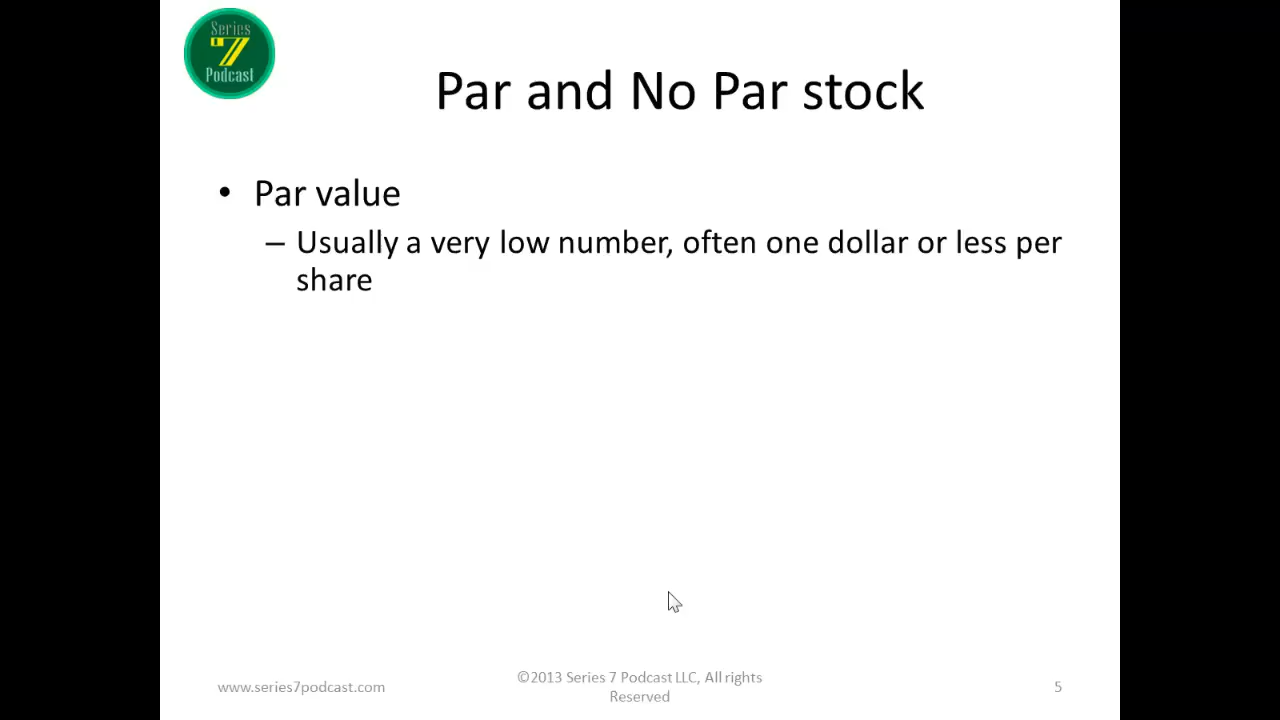 Series
7
Podcast
Par and No Par stock
• Par value
– Usually a very low number, often one dollar or less per
share
www.series7podcast.com
©2013 Series 7 Podcast LLC, All rights
Reserved
5